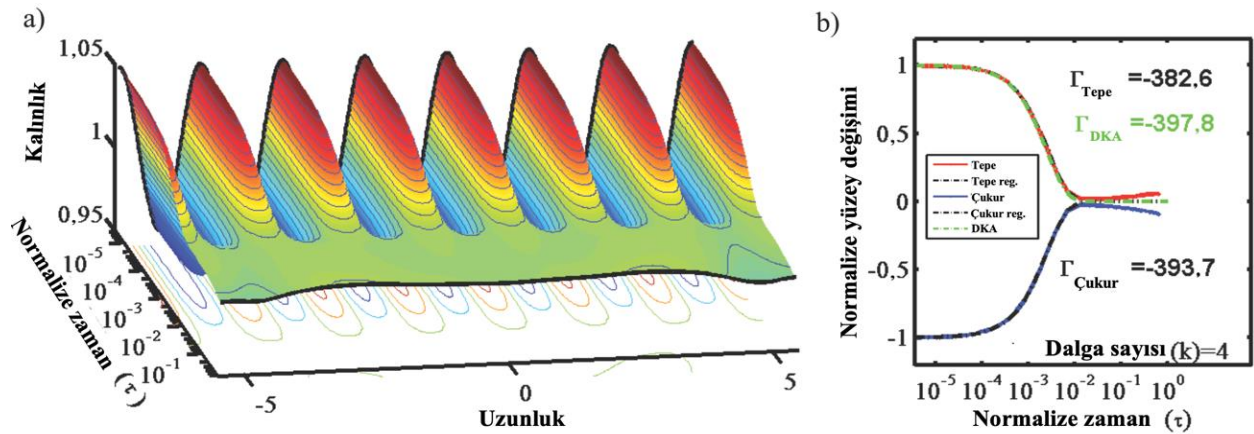 a)
1,05
1
0,95
Kalınlık
10⁻⁵
10⁻⁴
10⁻³
10⁻²
10⁻¹
Normalize zaman (τ)
-5
0
5
Uzunluk
b)
Normalize yüzey değişimi
1
0,5
0
-0,5
-1
Γ Tepe =-382,6
Γ DKA =-397,8
Tepe
Tepe reg.
Çukur
Çukur reg.
DKA
Γ Çukur =-393.7
Dalga sayısı (k)=4
10⁻⁵ 10⁻⁴ 10⁻³ 10⁻² 10⁻¹ 10⁰
Normalize zaman (τ)